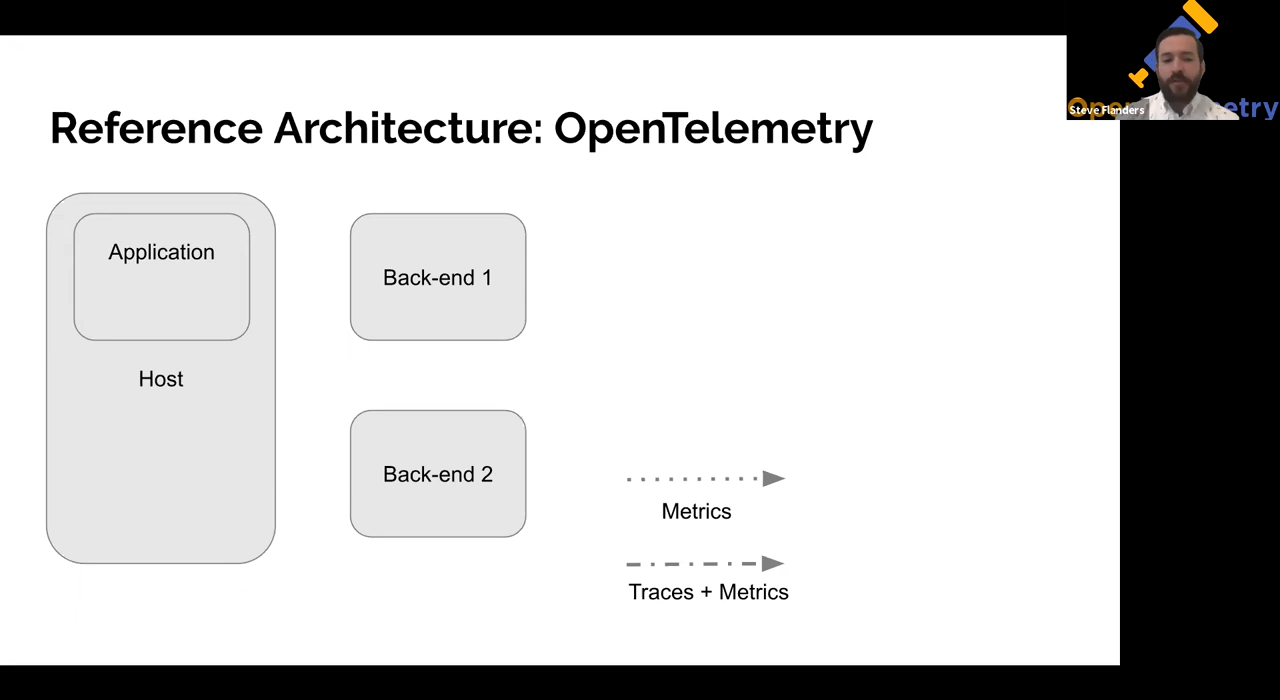 Reference Architecture: OpenTelemetry
Application
Host
Back-end 1
Back-end 2
Metrics
Traces + Metrics
Steve Flanders